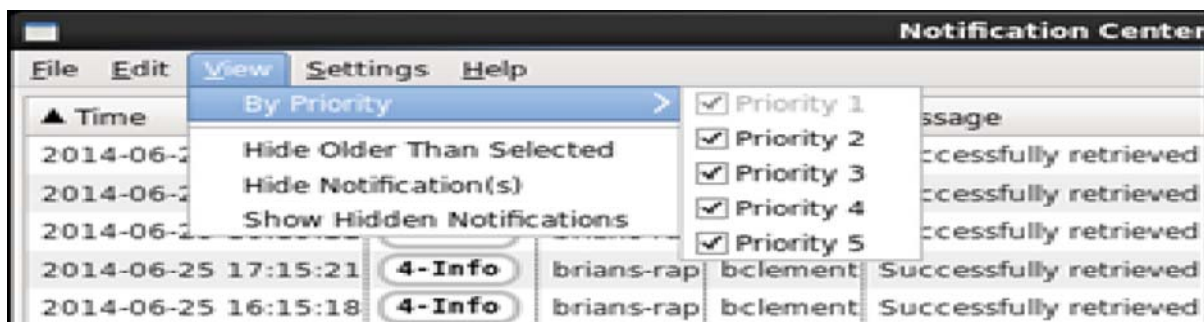 Notification Center
File Edit View Settings Help
By Priority >
Hide Older Than Selected
Hide Notification(s)
Show Hidden Notifications
Priority 1
Priority 2
Priority 3
Priority 4
Priority 5
▲ Time ssage
2014-06-2 ccessfully retrieved
2014-06-2 ccessfully retrieved
2014-06-2 ccessfully retrieved
2014-06-25 17:15:21 4-Info brians-rap bclement Successfully retrieved
2014-06-25 16:15:18 4-Info brians-rap bclement Successfully retrieved